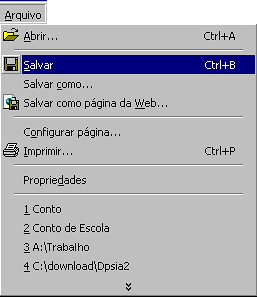 Arquivo
Abrir... Ctrl+A
Salvar Ctrl+B
Salvar como...
Salvar como página da Web...
Configurar página...
Imprimir... Ctrl+P
Propriedades
1 Conto
2 Conto de Escola
3 A:\Trabalho
4 C:\download\Dpsia2